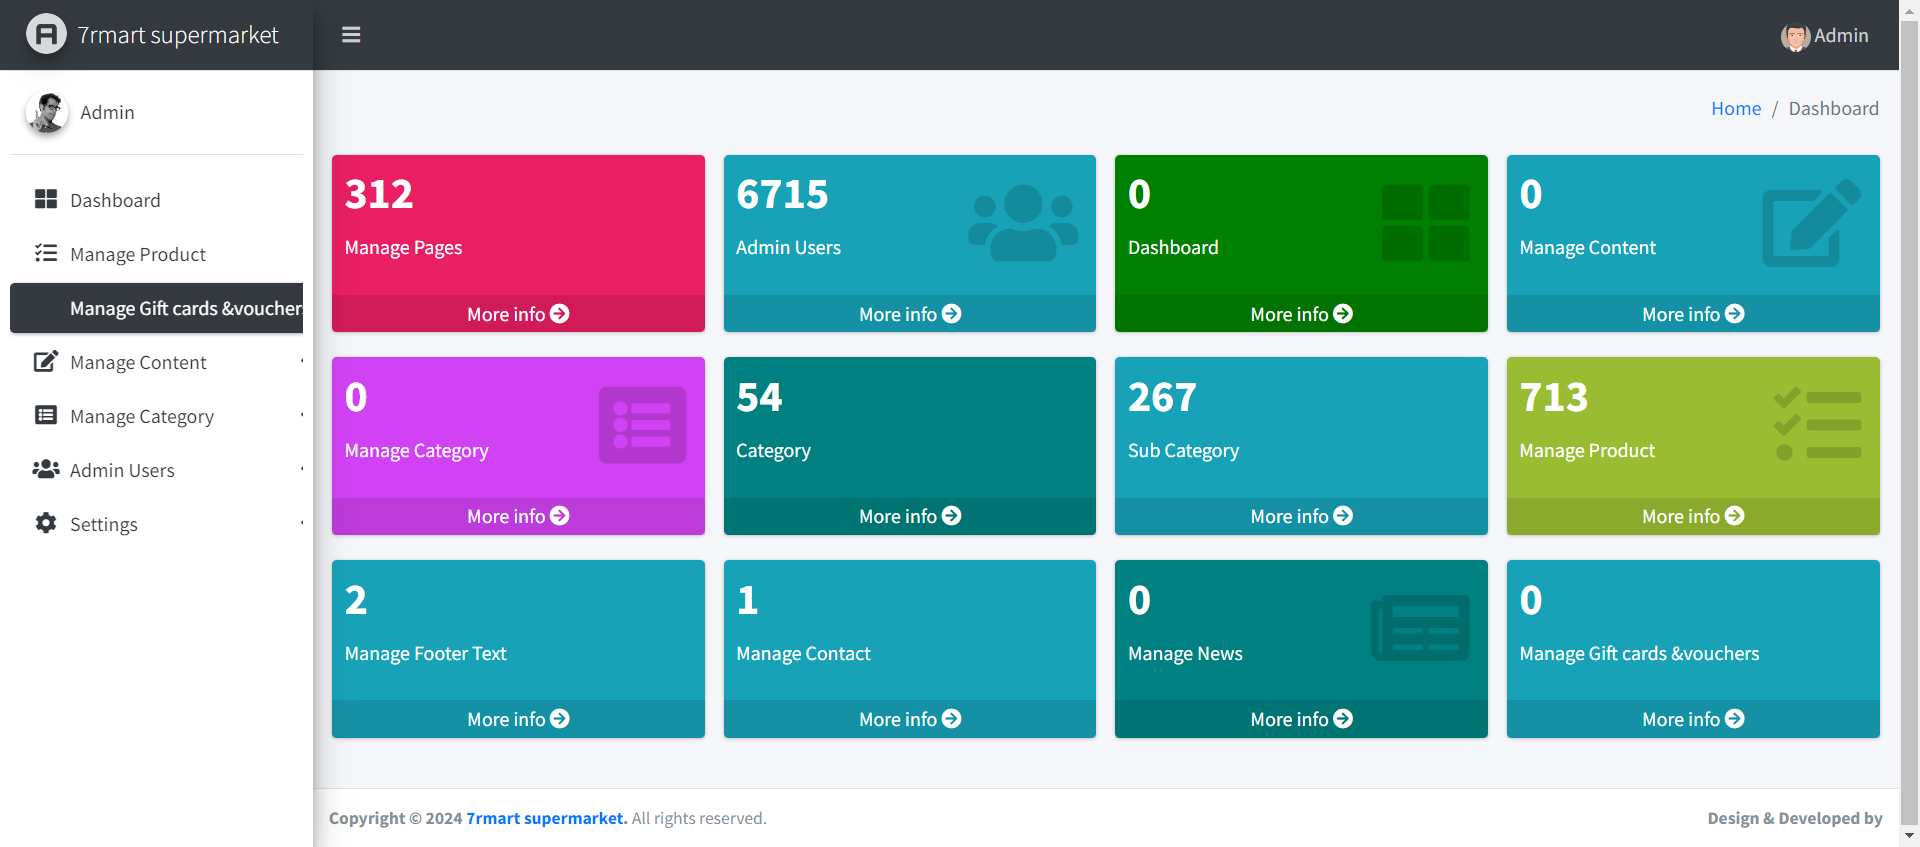 7rmart supermarket
Admin
Admin
Home / Dashboard
Dashboard
Manage Product
Manage Gift cards &voucher
Manage Content
Manage Category
Admin Users
Settings
312
Manage Pages
More info
6715
Admin Users
More info
0
Dashboard
More info
0
Manage Content
More info
0
Manage Category
More info
54
Category
More info
267
Sub Category
More info
713
Manage Product
More info
2
Manage Footer Text
More info
1
Manage Contact
More info
0
Manage News
More info
0
Manage Gift cards &vouchers
More info
Copyright © 2024 7rmart supermarket. All rights reserved.
Design & Developed by